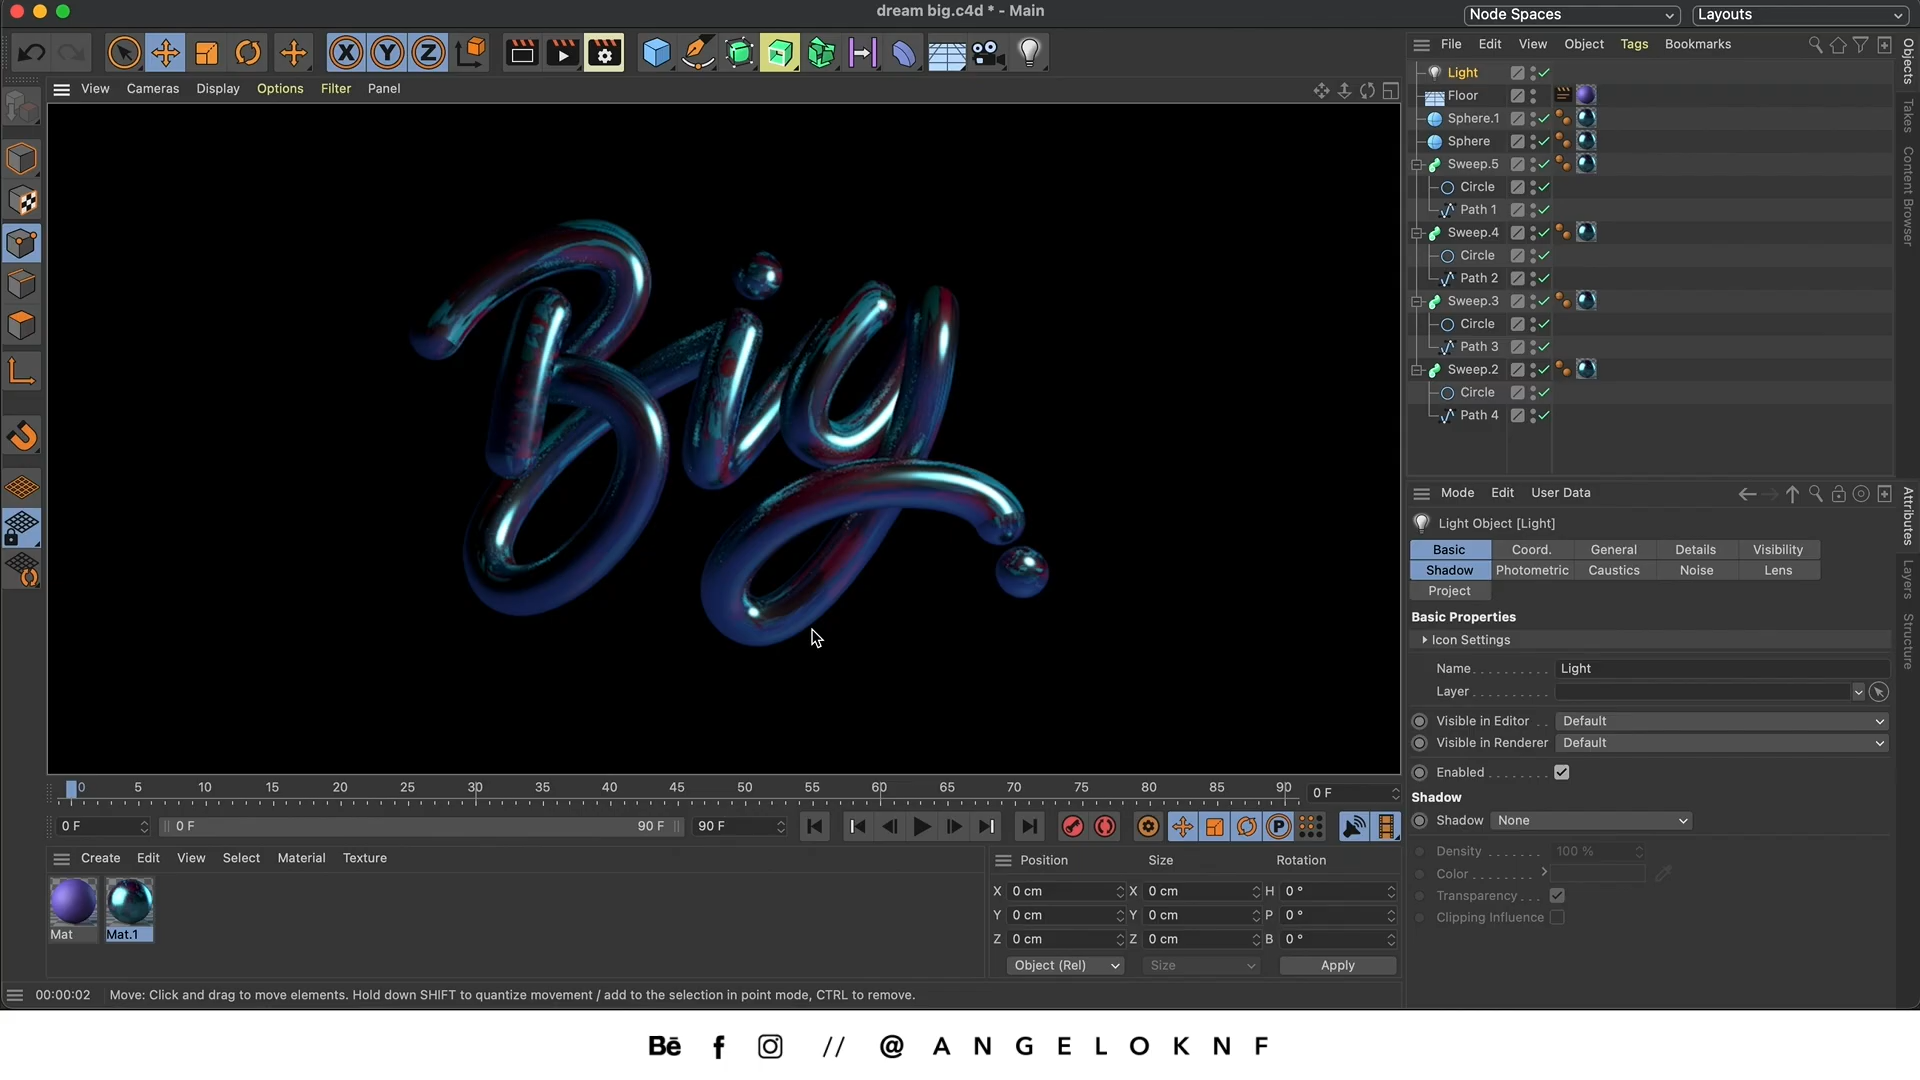 dream big.c4d * - Main
Node Spaces
Layouts
File Edit View Object Tags Bookmarks
View Cameras Display Options Filter Panel
Light
Floor
Sphere.1
Sphere
Sweep.5
Circle
Path 1
Sweep.4
Circle
Path 2
Sweep.3
Circle
Path 3
Sweep.2
Circle
Path 4
Objects
Takes
Content Browser
Big
Mode Edit User Data
Light Object [Light]
Basic Coord. General Details Visibility
Shadow Photometric Caustics Noise Lens
Project
Basic Properties
Icon Settings
Name Light
Layer
Visible in Editor Default
Visible in Renderer Default
Enabled
Shadow
Shadow None
Density 100 %
Color
Transparency
Clipping Influence
Attributes
Layers
Structure
0 5 10 15 20 25 30 35 40 45 50 55 60 65 70 75 80 85 90 0 F
0 F 0 F 90 F 90 F
Create Edit View Select Material Texture
Mat
Mat.1
Position Size Rotation
X 0 cm X 0 cm H 0 °
Y 0 cm Y 0 cm P 0 °
Z 0 cm Z 0 cm B 0 °
Object (Rel) Size Apply
00:00:02 Move: Click and drag to move elements. Hold down SHIFT to quantize movement / add to the selection in point mode, CTRL to remove.
Bē f // @ANGELOKNF